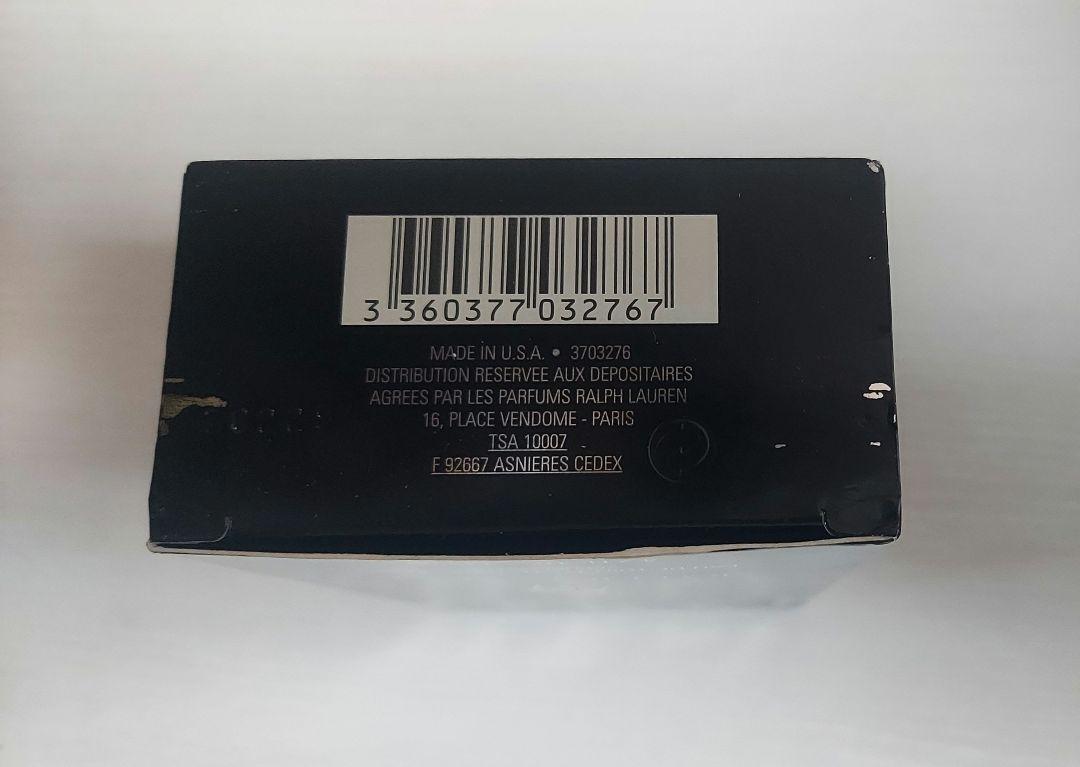 3 360377 032767
MADE IN U.S.A. • 3703276
DISTRIBUTION RESERVEE AUX DEPOSITAIRES
AGREES PAR LES PARFUMS RALPH LAUREN
16, PLACE VENDOME - PARIS
TSA 10007
F 92667 ASNIERES CEDEX